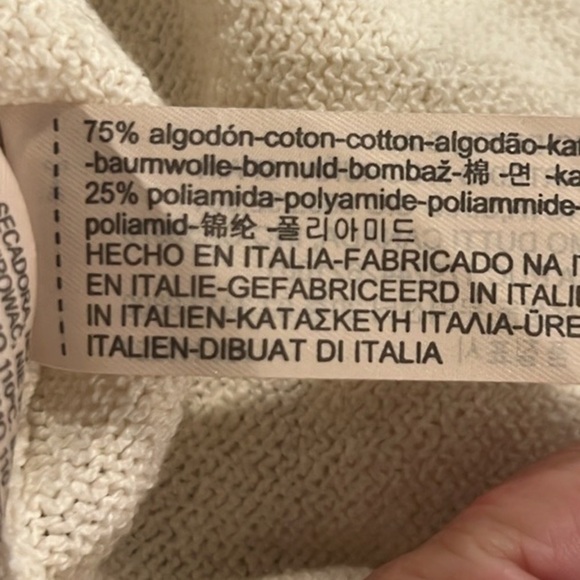 75% algodón-coton-cotton-algodão-kat
-baumwolle-bomuld-bombaž-棉 -면 -ka
25% poliamida-polyamide-poliammide-
poliamid-锦纶 -폴리아미드
HECHO EN ITALIA-FABRICADO NA I
EN ITALIE-GEFABRICEERD IN ITALI
IN ITALIEN-ΚΑΤΑΣΚΕΥΗ ΙΤΑΛΙΑ-ÜRE
ITALIEN-DIBUAT DI ITALIA
SECADORA